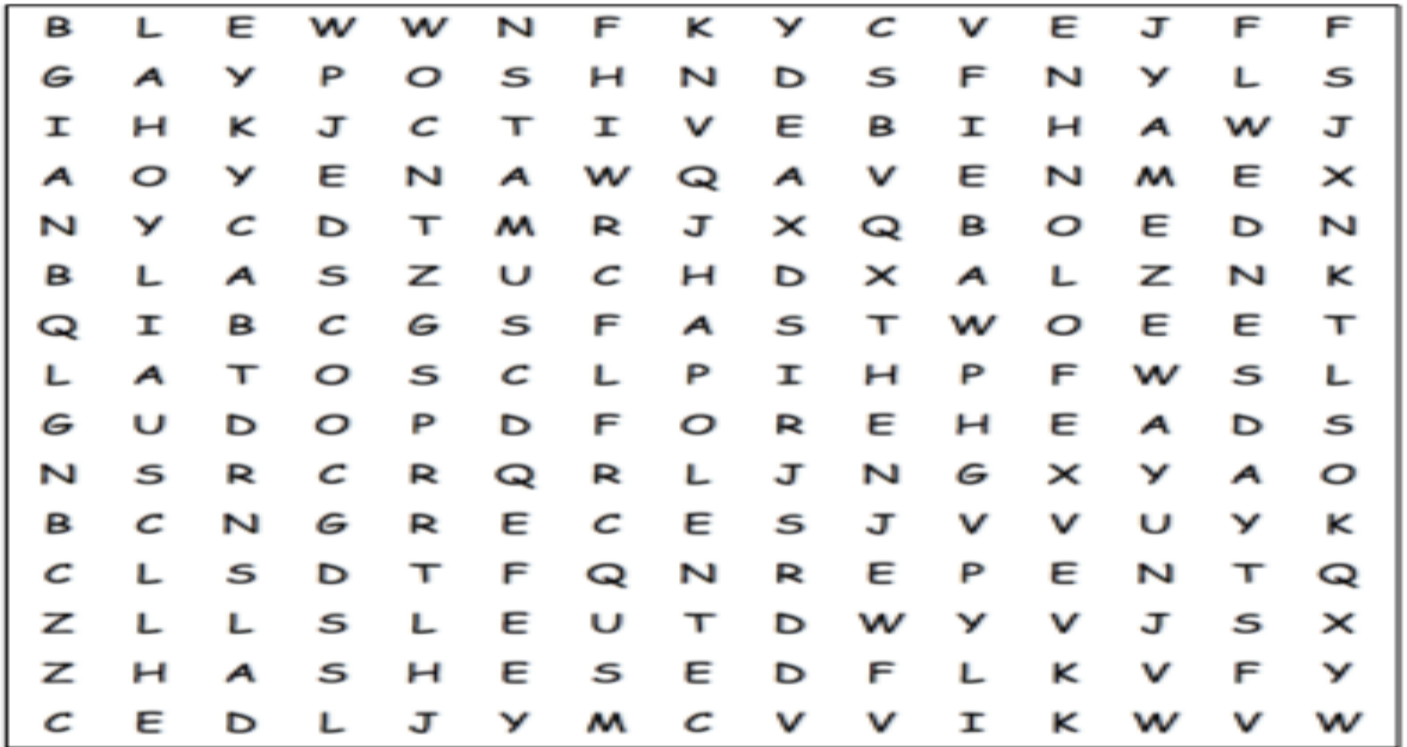 B L E W W N F K Y C V E J F F
G A Y P O S H N D S F N Y L S
I H K J C T I V E B I H A W J
A O Y E N A W Q A V E N M E X
N Y C D T M R J X Q B O E D N
B L A S Z U C H D X A L Z N K
Q I B C G S F A S T W O E E T
L A T O S C L P I H P F W S L
G U D O P D F O R E H E A D S
N S R C R Q R L J N G X Y A O
B C N G R E C E S J V V U Y K
C L S D T F Q N R E P E N T Q
Z L L S L E U T D W Y V J S X
Z H A S H E S E D F L K V F Y
C E D L J Y M C V V I K W V W